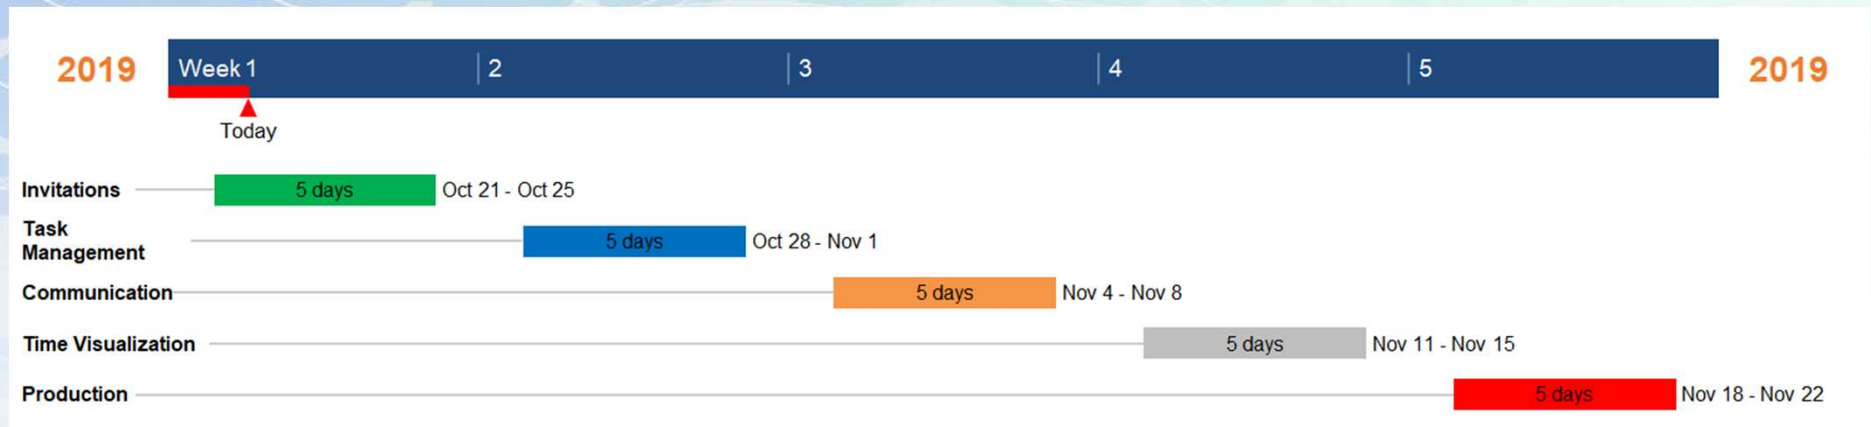 2019 Week 1 2 3 4 5 2019
Today
Invitations 5 days Oct 21 - Oct 25
Task
Management 5 days Oct 28 - Nov 1
Communication 5 days Nov 4 - Nov 8
Time Visualization 5 days Nov 11 - Nov 15
Production 5 days Nov 18 - Nov 22